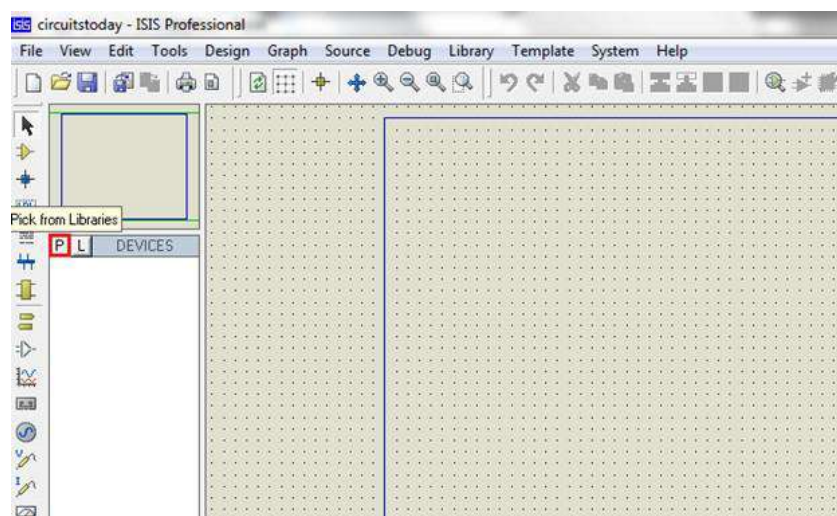 ISIS circuitstoday - ISIS Professional
File View Edit Tools Design Graph Source Debug Library Template System Help
Pick from Libraries
P L DEVICES
V
I